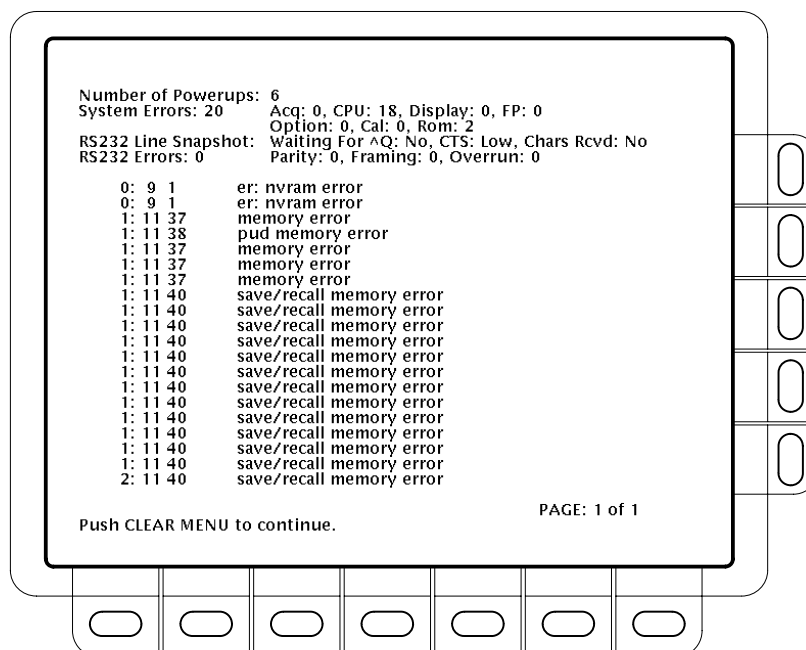 Number of Powerups: 6
System Errors: 20 Acq: 0, CPU: 18, Display: 0, FP: 0
Option: 0, Cal: 0, Rom: 2
RS232 Line Snapshot: Waiting For ^Q: No, CTS: Low, Chars Rcvd: No
RS232 Errors: 0 Parity: 0, Framing: 0, Overrun: 0
0: 9 1 er: nvram error
0: 9 1 er: nvram error
1: 11 37 memory error
1: 11 38 pud memory error
1: 11 37 memory error
1: 11 37 memory error
1: 11 37 memory error
1: 11 40 save/recall memory error
1: 11 40 save/recall memory error
1: 11 40 save/recall memory error
1: 11 40 save/recall memory error
1: 11 40 save/recall memory error
1: 11 40 save/recall memory error
1: 11 40 save/recall memory error
1: 11 40 save/recall memory error
1: 11 40 save/recall memory error
1: 11 40 save/recall memory error
1: 11 40 save/recall memory error
1: 11 40 save/recall memory error
2: 11 40 save/recall memory error
PAGE: 1 of 1
Push CLEAR MENU to continue.